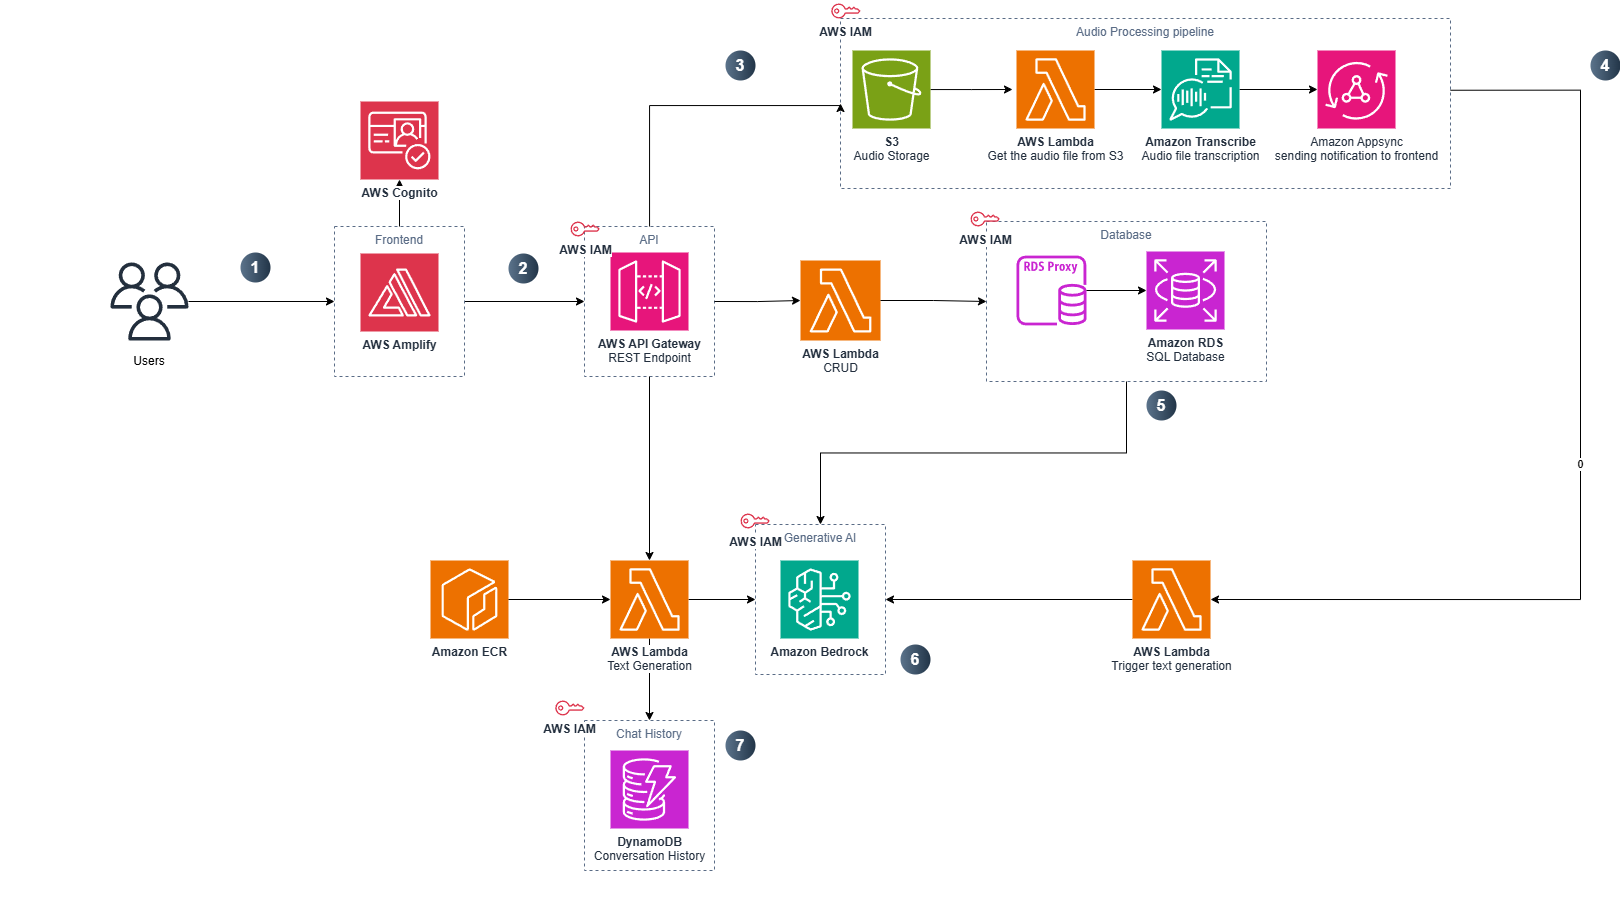 AWS IAM
Audio Processing pipeline
3
4
S3
Audio Storage
AWS Lambda
Get the audio file from S3
Amazon Transcribe
Audio file transcription
Amazon Appsync
sending notification to frontend
AWS Cognito
Frontend
AWS IAM
API
AWS IAM
Database
1
2
RDS Proxy
Users
AWS Amplify
AWS API Gateway
REST Endpoint
AWS Lambda
CRUD
Amazon RDS
SQL Database
5
0
AWS IAM
Generative AI
Amazon ECR
AWS Lambda
Text Generation
Amazon Bedrock
6
AWS Lambda
Trigger text generation
AWS IAM
Chat History
7
DynamoDB
Conversation History